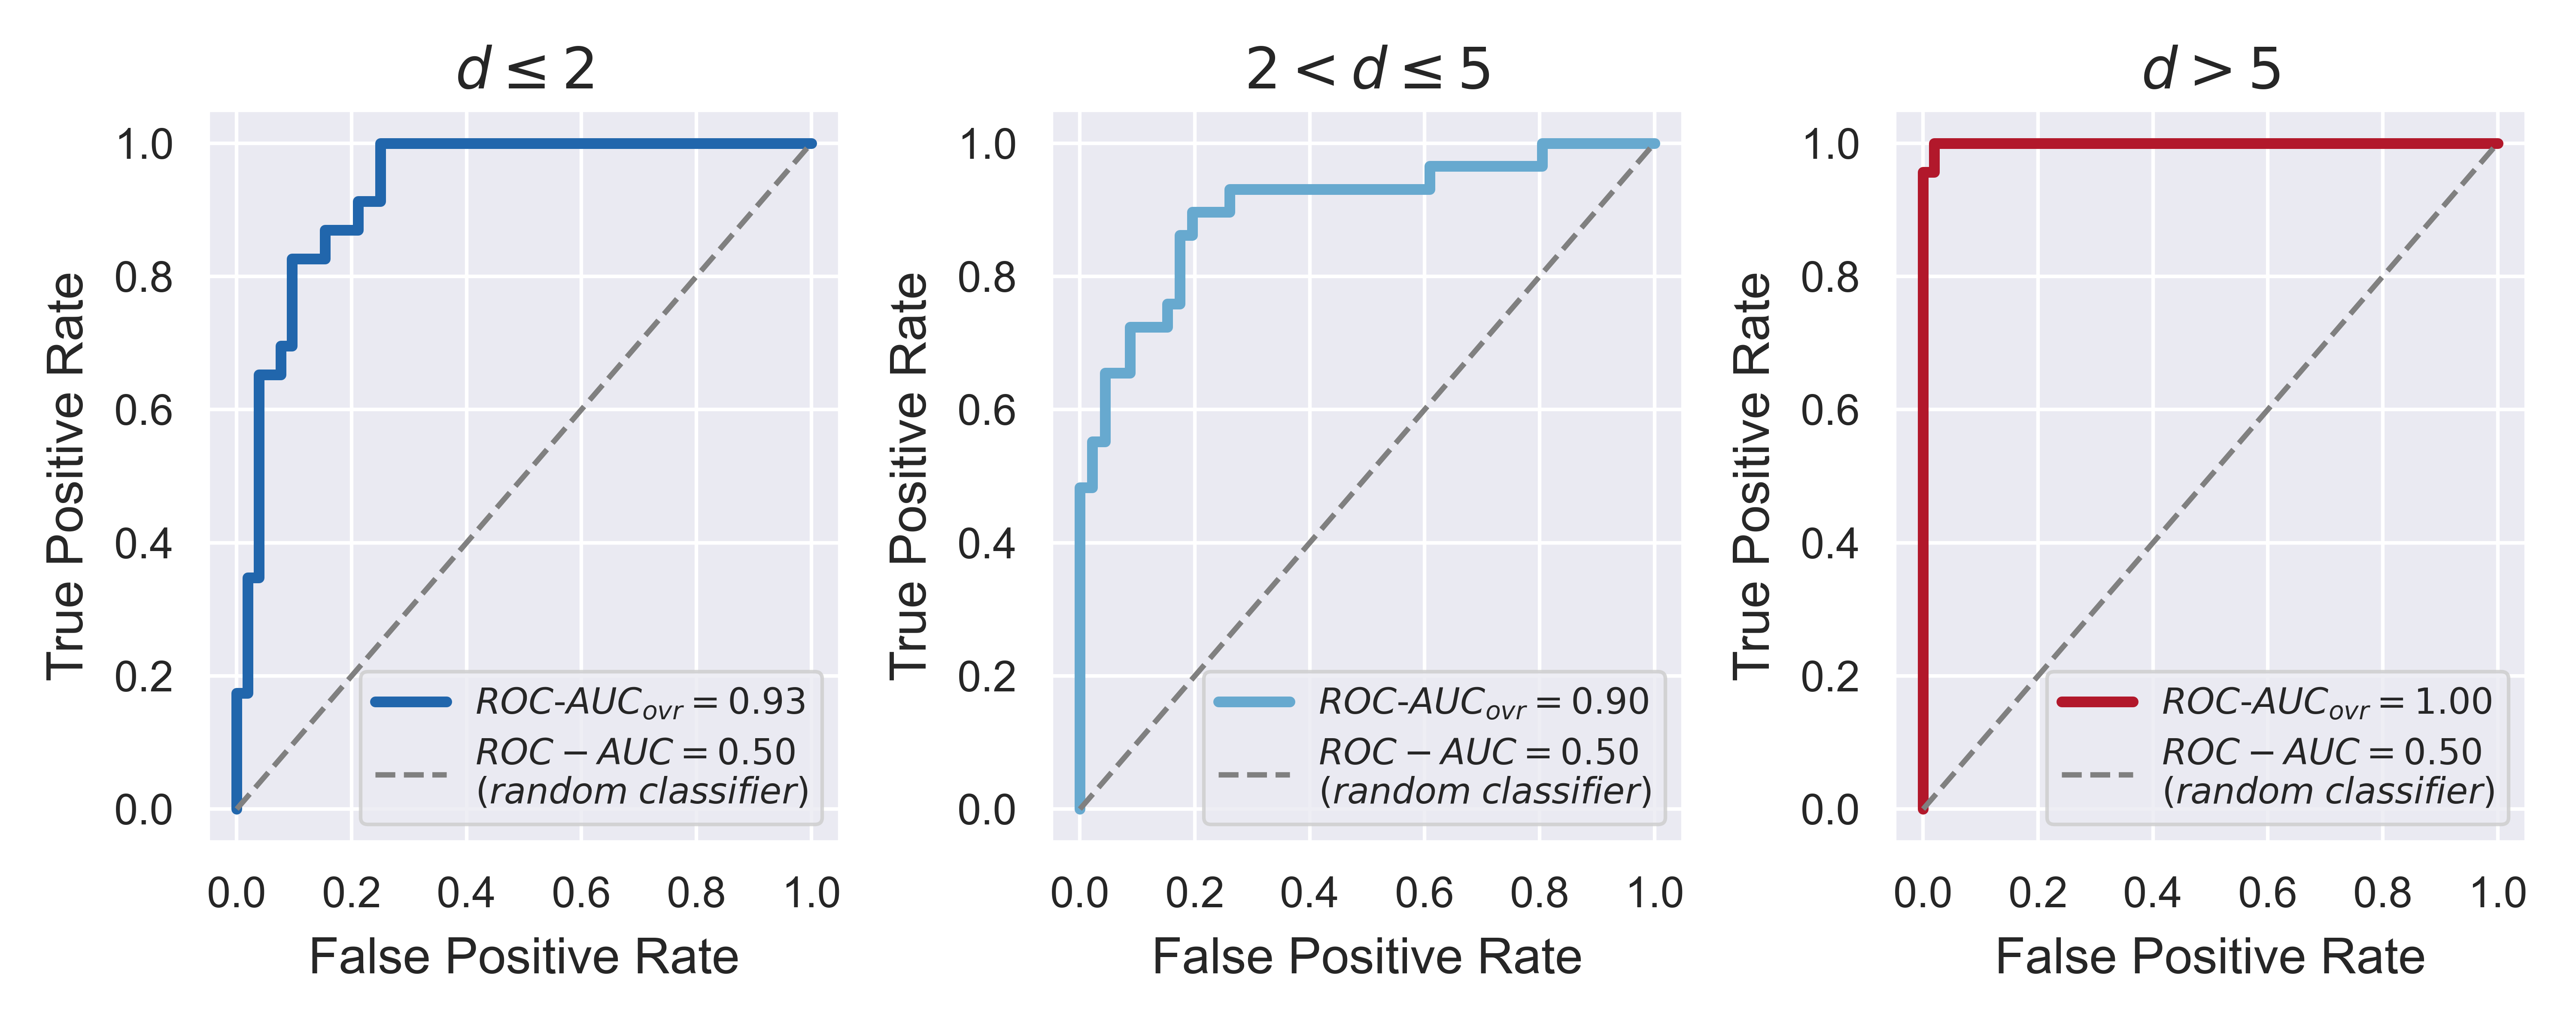 d ≤ 2
1.0
0.8
0.6
0.4
0.2
0.0
True Positive Rate
ROC-AUC_ovr = 0.93
ROC − AUC = 0.50
(random classifier)
0.0 0.2 0.4 0.6 0.8 1.0
False Positive Rate
2 < d ≤ 5
1.0
0.8
0.6
0.4
0.2
0.0
True Positive Rate
ROC-AUC_ovr = 0.90
ROC − AUC = 0.50
(random classifier)
0.0 0.2 0.4 0.6 0.8 1.0
False Positive Rate
d > 5
1.0
0.8
0.6
0.4
0.2
0.0
True Positive Rate
ROC-AUC_ovr = 1.00
ROC − AUC = 0.50
(random classifier)
0.0 0.2 0.4 0.6 0.8 1.0
False Positive Rate